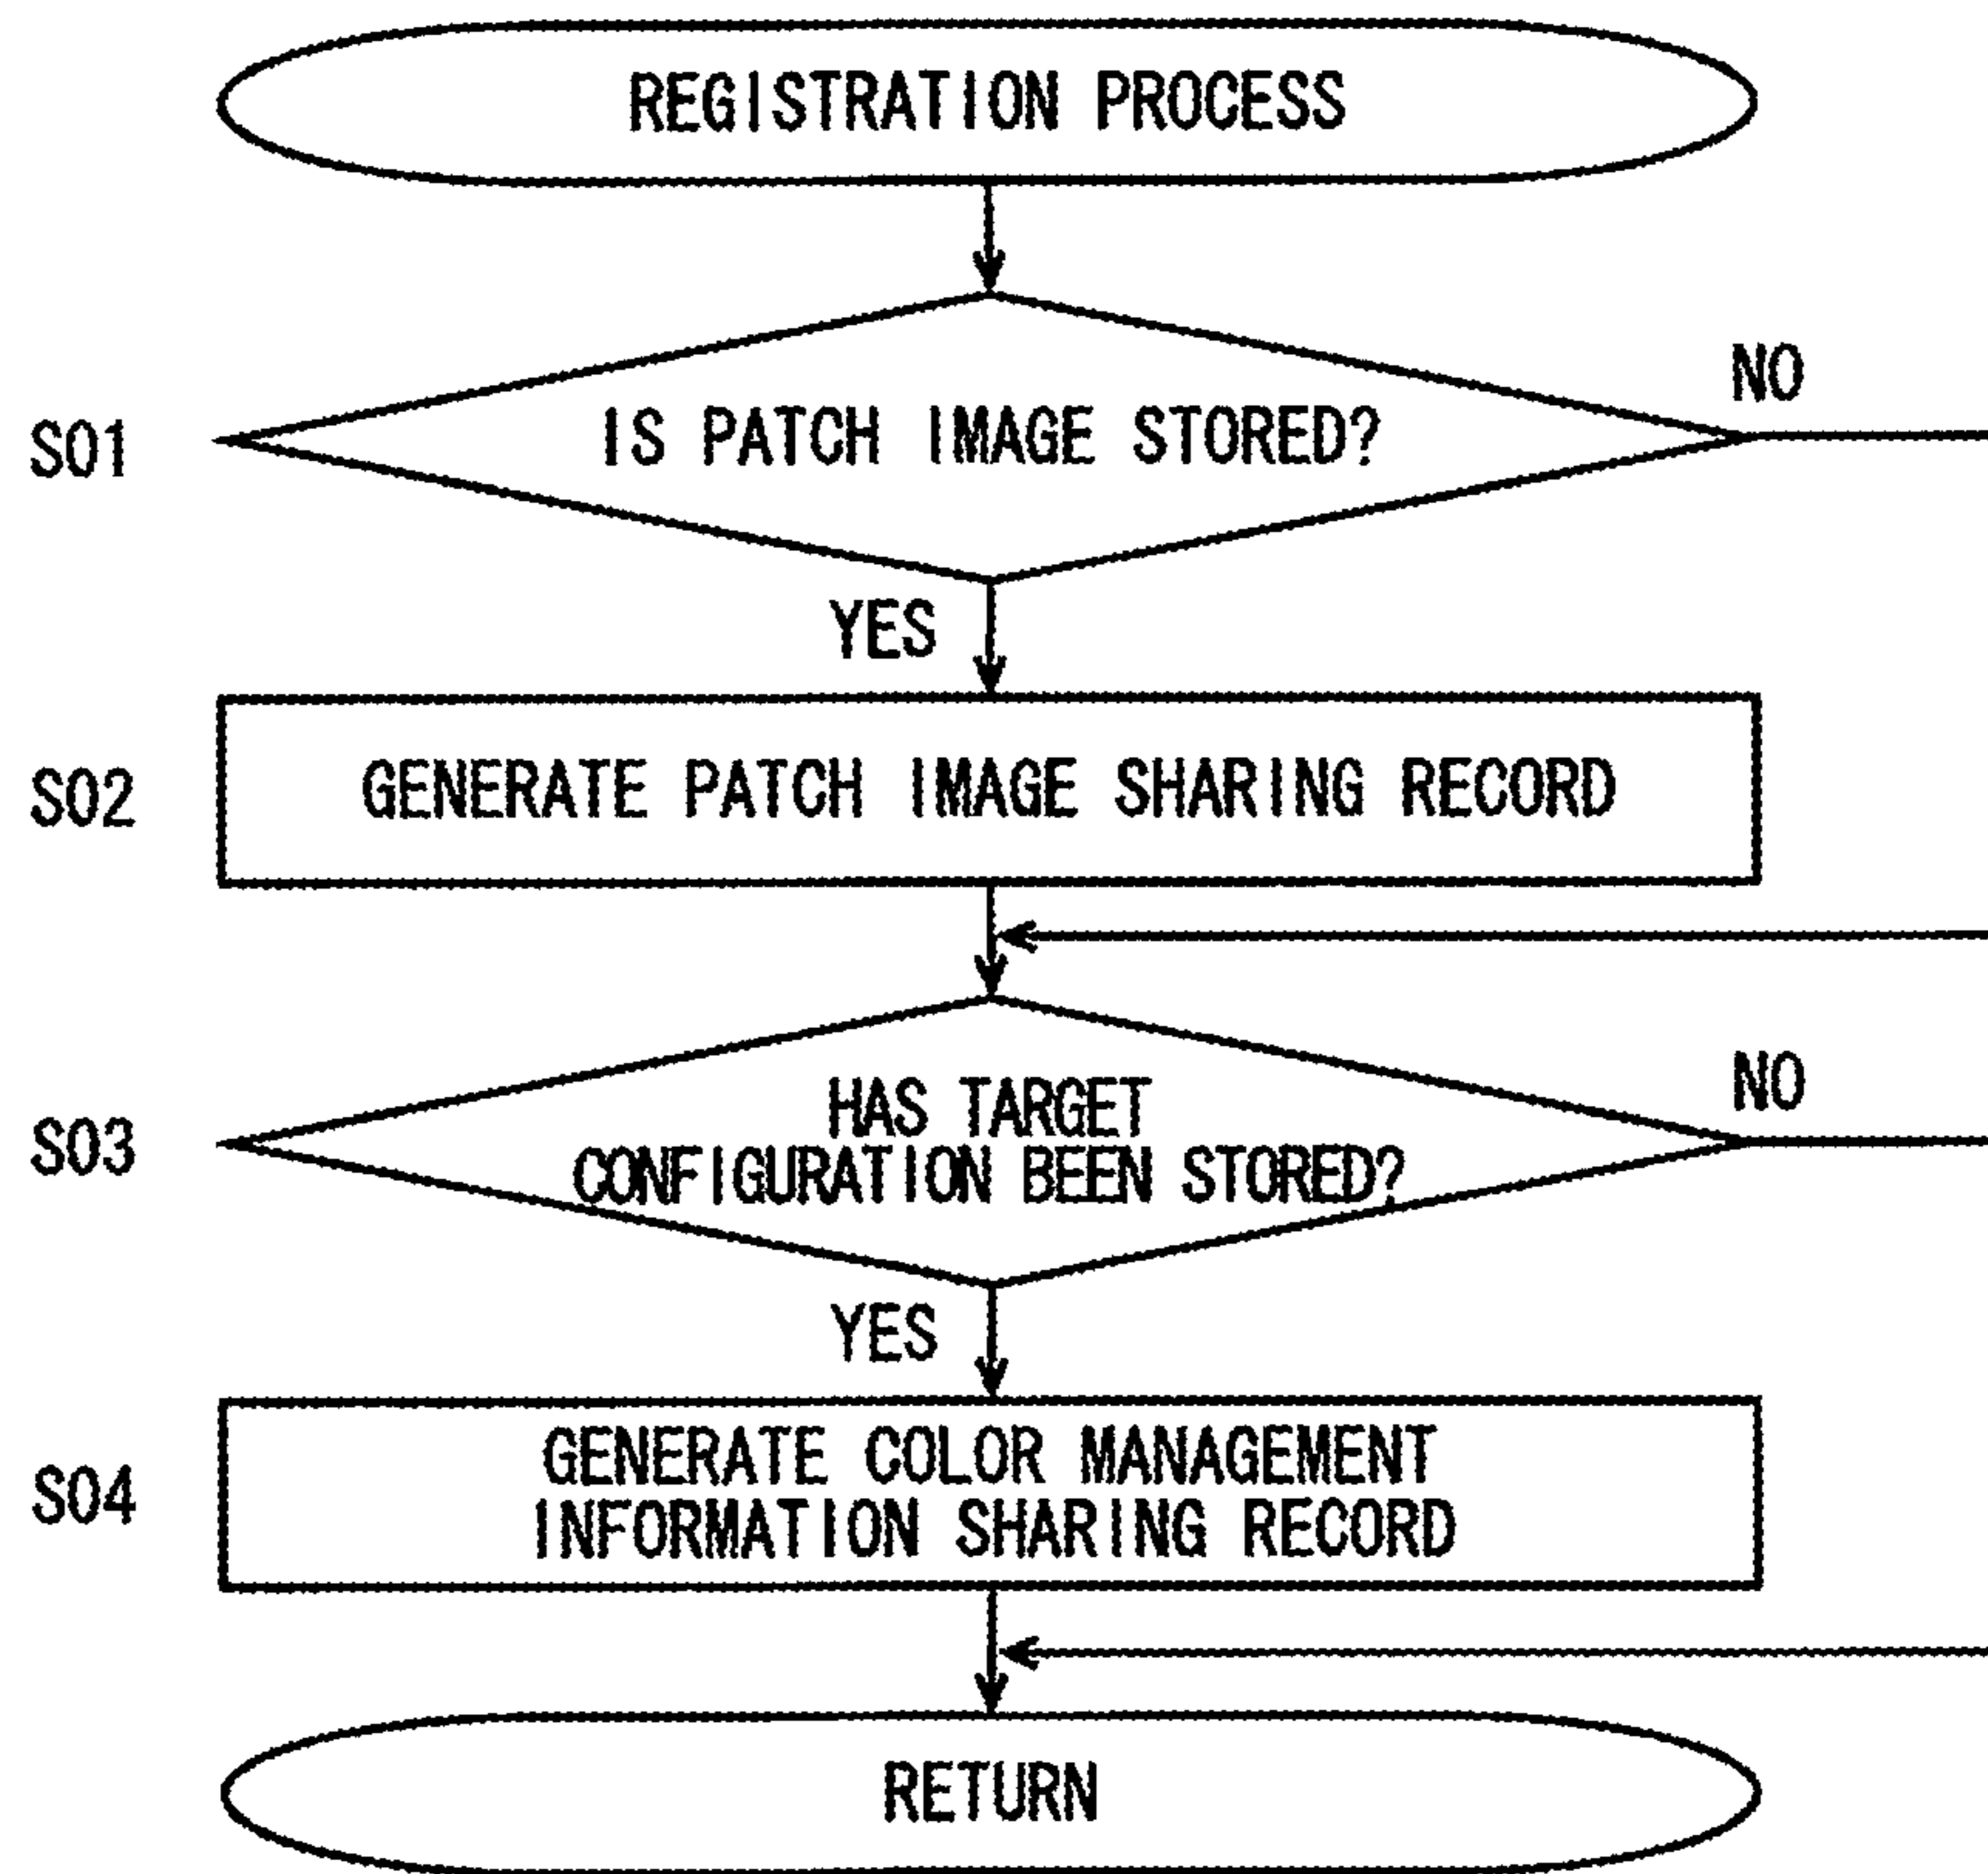 REGISTRATION PROCESS
NO
S01
IS PATCH IMAGE STORED?
YES
S02
GENERATE PATCH IMAGE SHARING RECORD
NO
S03
HAS TARGET
CONFIGURATION BEEN STORED?
YES
S04
GENERATE COLOR MANAGEMENT
INFORMATION SHARING RECORD
RETURN